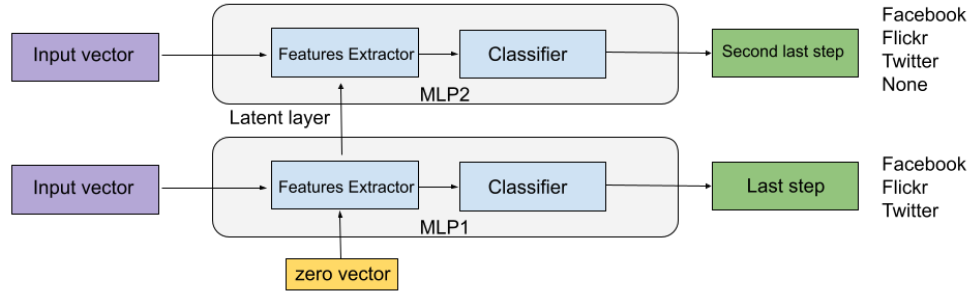 Input vector
Features Extractor
Classifier
MLP2
Second last step
Facebook
Flickr
Twitter
None
Latent layer
Input vector
Features Extractor
Classifier
MLP1
Last step
Facebook
Flickr
Twitter
zero vector